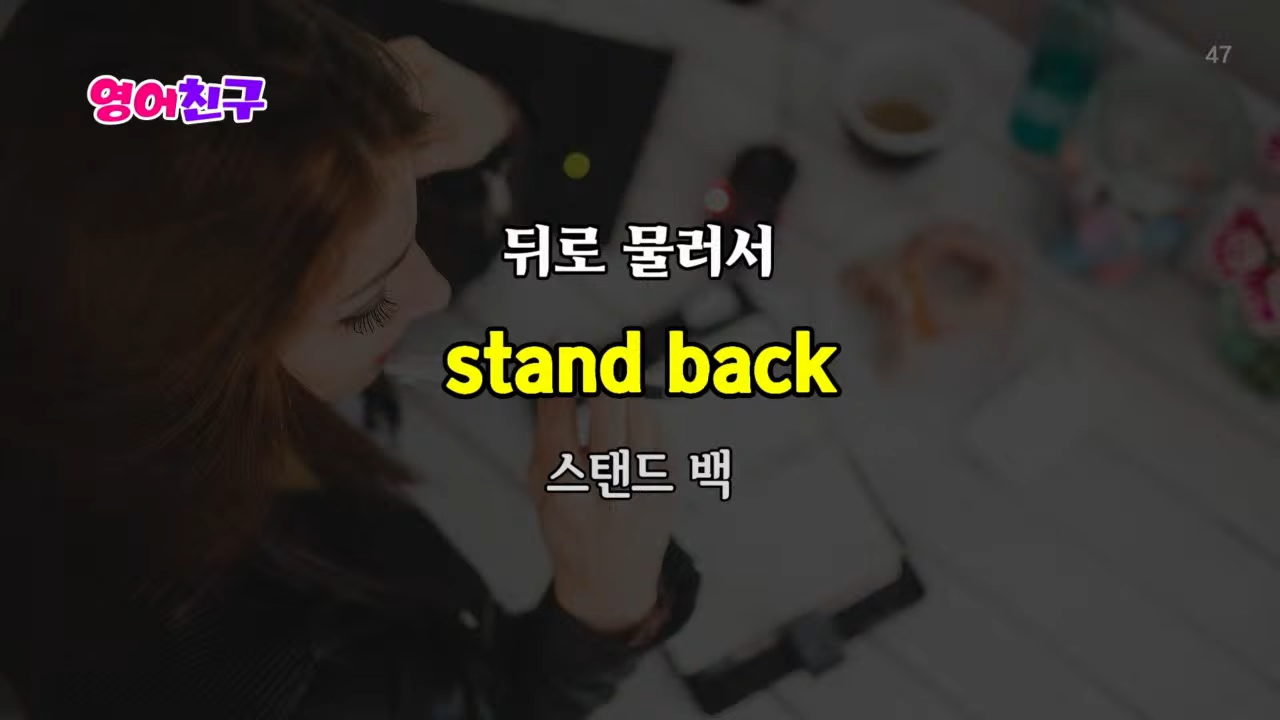 47
영어친구
뒤로 물러서
stand back
스탠드 백